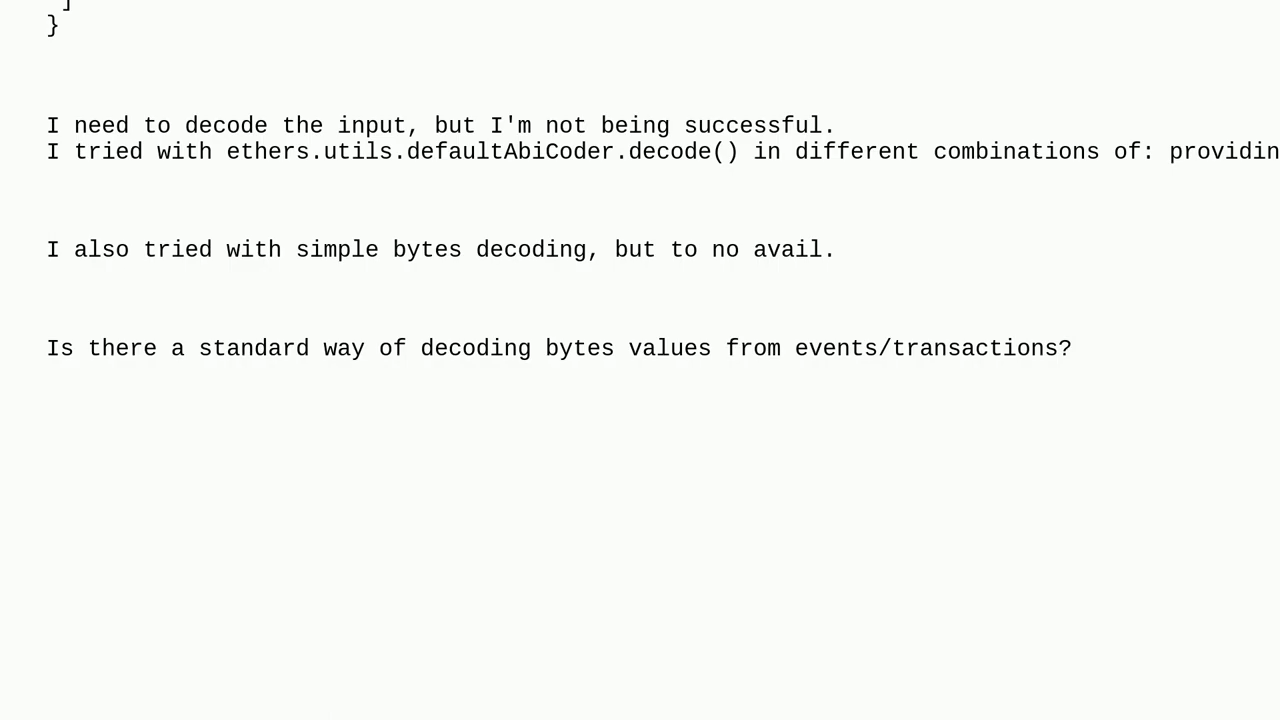 ]
}
I need to decode the input, but I'm not being successful.
I tried with ethers.utils.defaultAbiCoder.decode() in different combinations of: providin
I also tried with simple bytes decoding, but to no avail.
Is there a standard way of decoding bytes values from events/transactions?